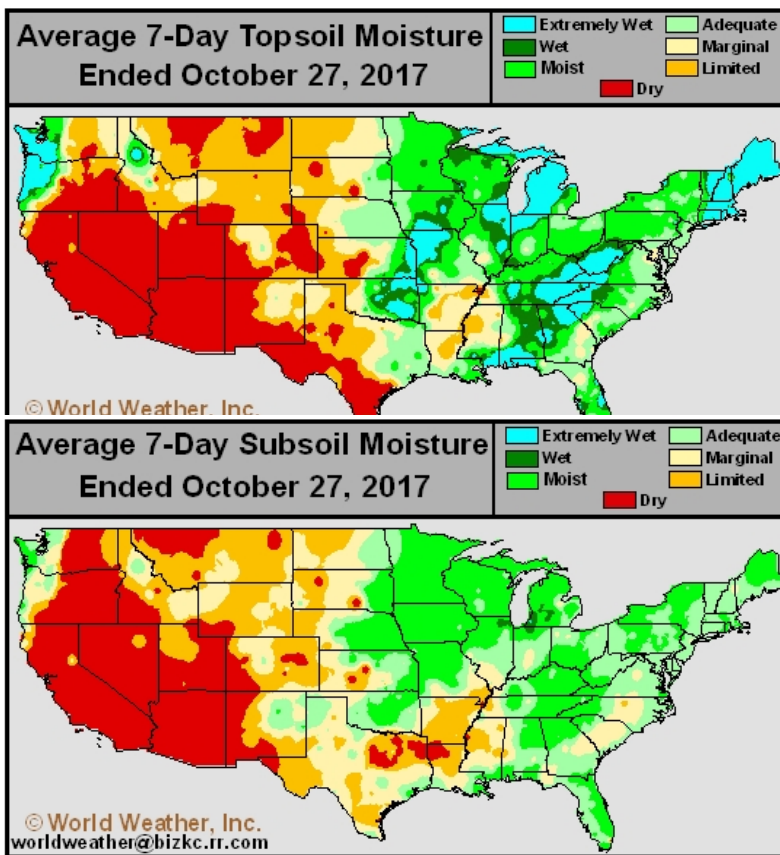 Average 7-Day Topsoil Moisture
Ended October 27, 2017
Extremely Wet
Adequate
Wet
Marginal
Moist
Limited
Dry
© World Weather, Inc.
Average 7-Day Subsoil Moisture
Ended October 27, 2017
Extremely Wet
Adequate
Wet
Marginal
Moist
Limited
Dry
© World Weather, Inc.
worldweather@bizkc.rr.com